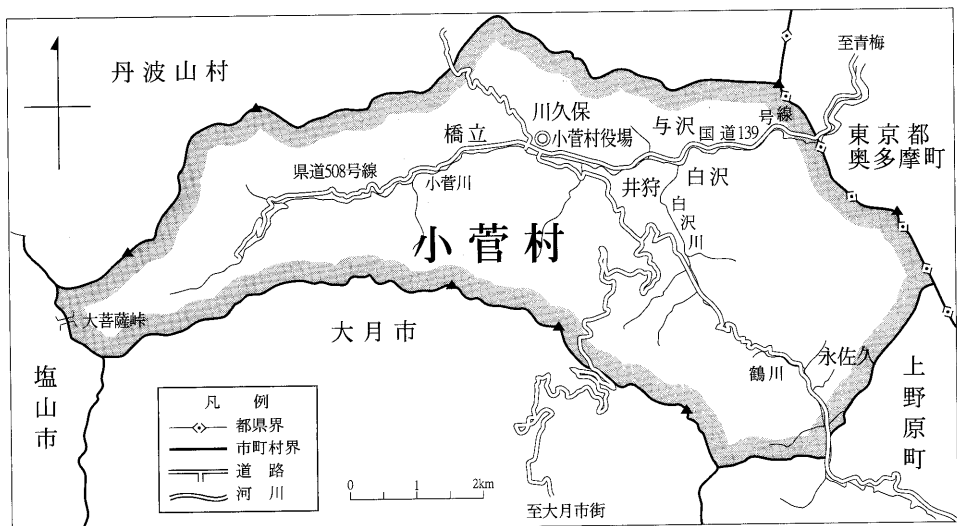 至青梅
丹波山村
川久保
小菅村役場
与沢
国道139号線
東京都
奥多摩町
橋立
県道508号線
小菅川
井狩
白沢
白沢川
小菅村
大菩薩峠
大月市
塩山市
鶴川
永佐久
上野原町
凡 例
都県界
市町村界
道 路
河 川
0 1 2km
至大月市街